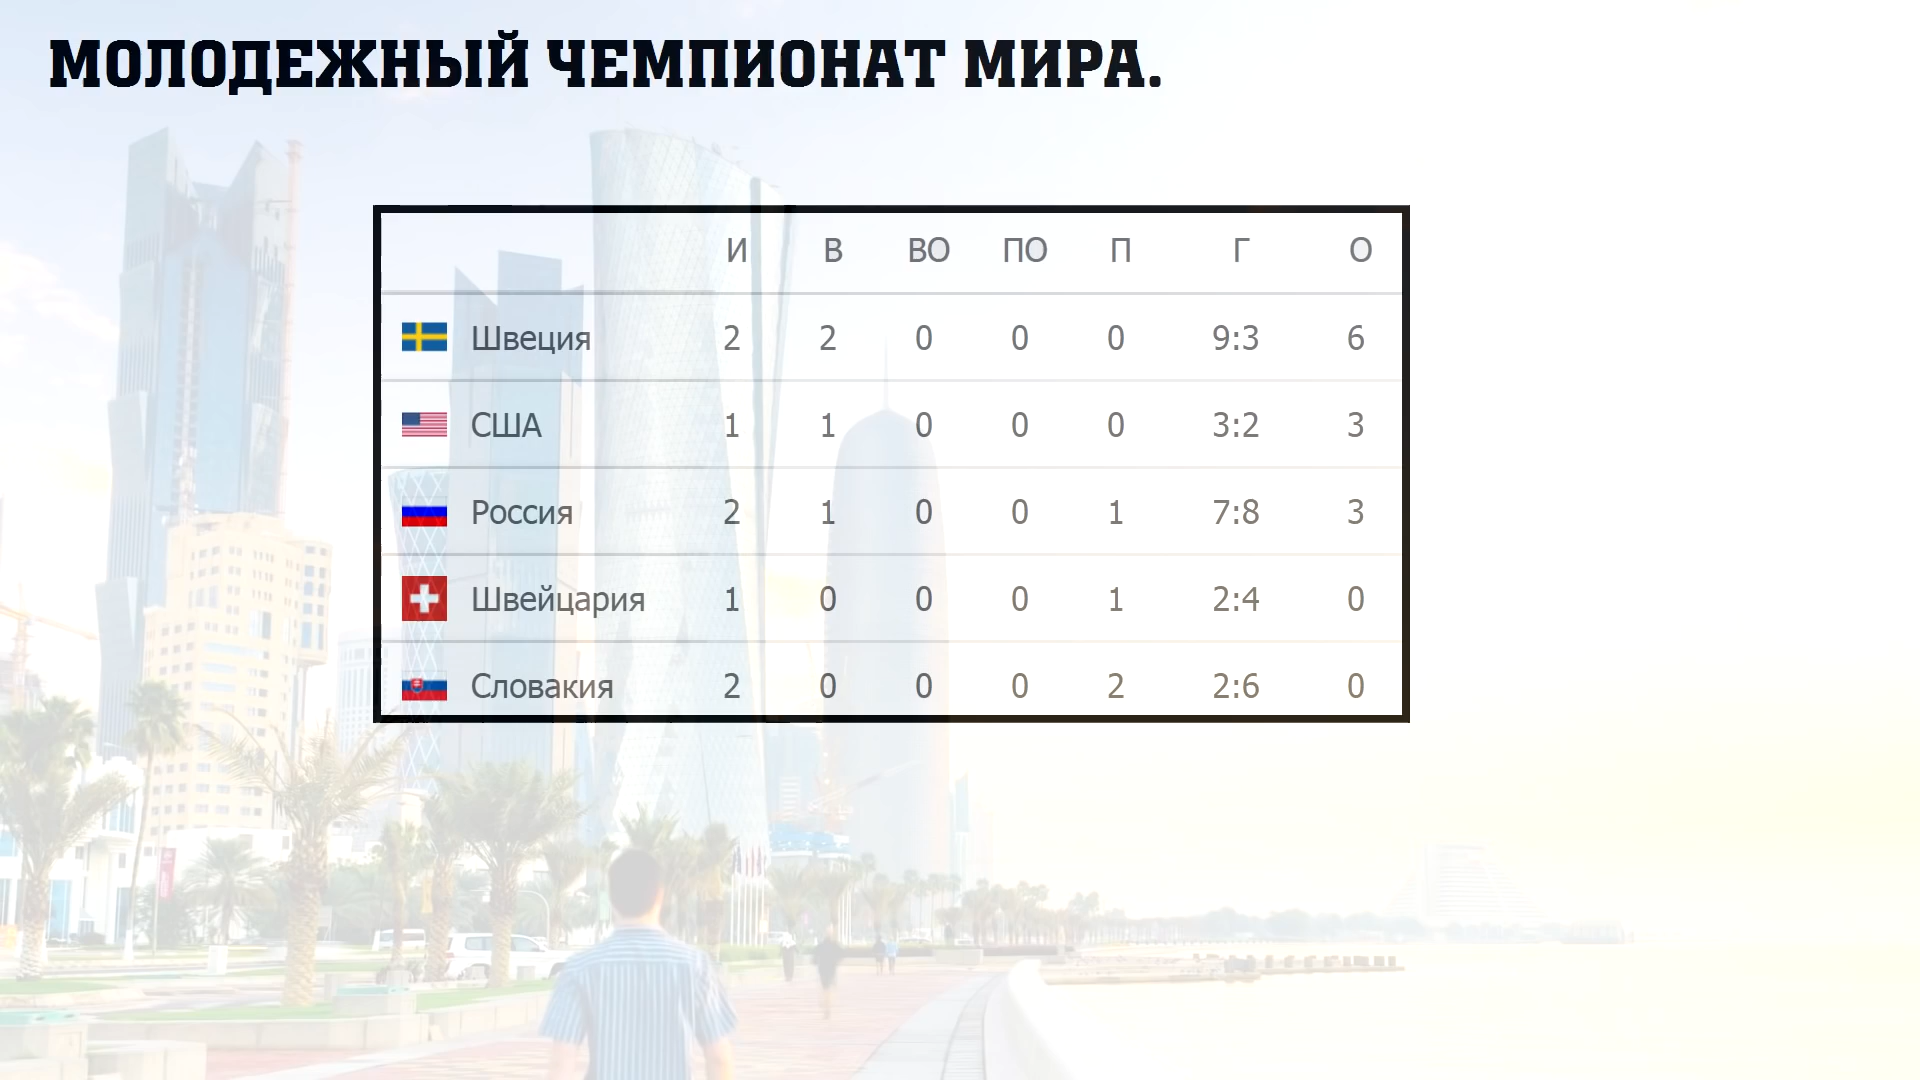 МОЛОДЕЖНЫЙ ЧЕМПИОНАТ МИРА.
И В ВО ПО П Г О
Швеция 2 2 0 0 0 9:3 6
США 1 1 0 0 0 3:2 3
Россия 2 1 0 0 1 7:8 3
Швейцария 1 0 0 0 1 2:4 0
Словакия 2 0 0 0 2 2:6 0